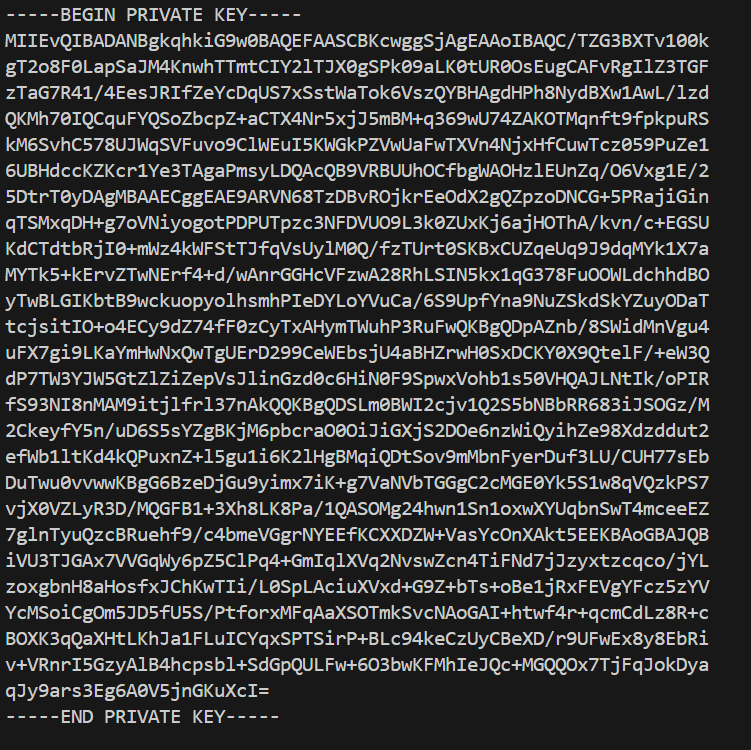 -----BEGIN PRIVATE KEY-----
MIIEvQIBADANBgkqhkiG9w0BAQEFAASCBKcwggSjAgEAAoIBAQC/TZG3BXTv100k
gT2o8F0LapSaJM4KnwhTTmtCIY2lTJX0gSPk09aLK0tUR0OsEugCAFvRgIlZ3TGF
zTaG7R41/4EesJRIfZeYcDqUS7xSstWaTok6VszQYBHAgdHPh8NydBXw1AwL/lzd
QKMh70IQCquFYQSoZbcpZ+aCTX4Nr5xjJ5mBM+q369wU74ZAKOTMqnft9fpkpuRS
kM6SvhC578UJWqSVFuvo9ClWEuI5KWGkPZVwUaFwTXVn4NjxHfCuwTcz059PuZe1
6UBHdccKZKcr1Ye3TAgaPmsyLDQAcQB9VRBUUhOCfbgWAOHzlEUnZq/O6Vxg1E/2
5DtrT0yDAgMBAAECggEAE9ARVN68TzDBvROjkrEeOdX2gQZpzoDNCG+5PRajiGin
qTSMxqDH+g7oVNiyogotPDPUTpzc3NFDVUO9L3k0ZUxKj6ajHOThA/kvn/c+EGSU
KdCTdtbRjI0+mWz4kWFStTJfqVsUylM0Q/fzTUrt0SKBxCUZqeUq9J9dqMYk1X7a
MYTk5+kErvZTwNErf4+d/wAnrGGHcVFzwA28RhLSIN5kx1qG378FuOOWLdchhdBO
yTwBLGIKbtB9wckuopyolhsmhPIeDYLoYVuCa/6S9UpfYna9NuZSkdSkYZuyODaT
tcjsitIO+o4ECy9dZ74fF0zCyTxAHymTWuhP3RuFwQKBgQDpAZnb/8SWidMnVgu4
uFX7gi9LKaYmHwNxQwTgUErD299CeWEbsjU4aBHZrwH0SxDCKY0X9QtelF/+eW3Q
dP7TW3YJW5GtZlZiZepVsJlinGzd0c6HiN0F9SpwxVohb1s50VHQAJLNtIk/oPIR
fS93NI8nMAM9itjlfrl37nAkQQKBgQDSLm0BWI2cjv1Q2S5bNBbRR683iJSOGz/M
2CkeyfY5n/uD6S5sYZgBKjM6pbcraO0OiJiGXjS2DOe6nzWiQyihZe98Xdzddut2
efWb1ltKd4kQPuxnZ+l5gu1i6K2lHgBMqiQDtSov9mMbnFyerDuf3LU/CUH77sEb
DuTwu0vvwwKBgG6BzeDjGu9yimx7iK+g7VaNVbTGGgC2cMGE0Yk5S1w8qVQzkPS7
vjX0VZLyR3D/MQGFB1+3Xh8LK8Pa/1QASOMg24hwn1Sn1oxwXYUqbnSwT4mceeEZ
7glnTyuQzcBRuehf9/c4bmeVGgrNYEEfKCXXDZW+VasYcOnXAkt5EEKBAoGBAJQB
iVU3TJGAx7VVGqWy6pZ5ClPq4+GmIqlXVq2NvswZcn4TiFNd7jJzyxtzcqco/jYL
zoxgbnH8aHosfxJChKwTIi/L0SpLAciuXVxd+G9Z+bTs+oBe1jRxFEVgYFcz5zYV
YcMSoiCgOm5JD5fU5S/PtforxMFqAaXSOTmkSvcNAoGAI+htwf4r+qcmCdLz8R+c
BOXK3qQaXHtLKhJa1FLuICYqxSPTSirP+BLc94keCzUyCBeXD/r9UFwEx8y8EbRi
v+VRnrI5GzyAlB4hcpsbl+SdGpQULFw+6O3bwKFMhIeJQc+MGQQOx7TjFqJokDya
qJy9ars3Eg6A0V5jnGKuXcI=
-----END PRIVATE KEY-----